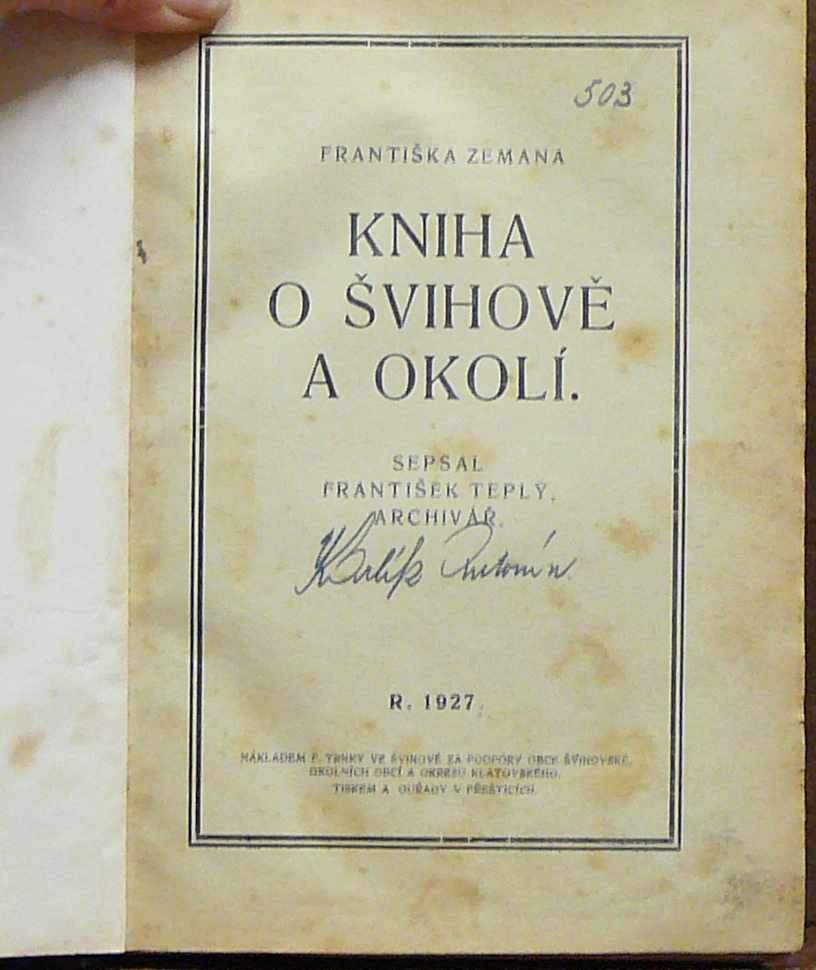 503
FRANTIŠKA ZEMANA
KNIHA
O ŠVIHOVĚ
A OKOLÍ.
SEPSAL
FRANTIŠEK TEPLÝ,
ARCHIVÁŘ.
Antonín
R. 1927.
NÁKLADEM F. TRNKY VE ŠVIHOVĚ ZA PODPORY OBCE ŠVIHOVSKÉ,
OKOLNÍCH OBCÍ A OKRESU KLATOVSKÉHO.
TISKEM A. OUŘADY V PŘEŠTICÍCH.